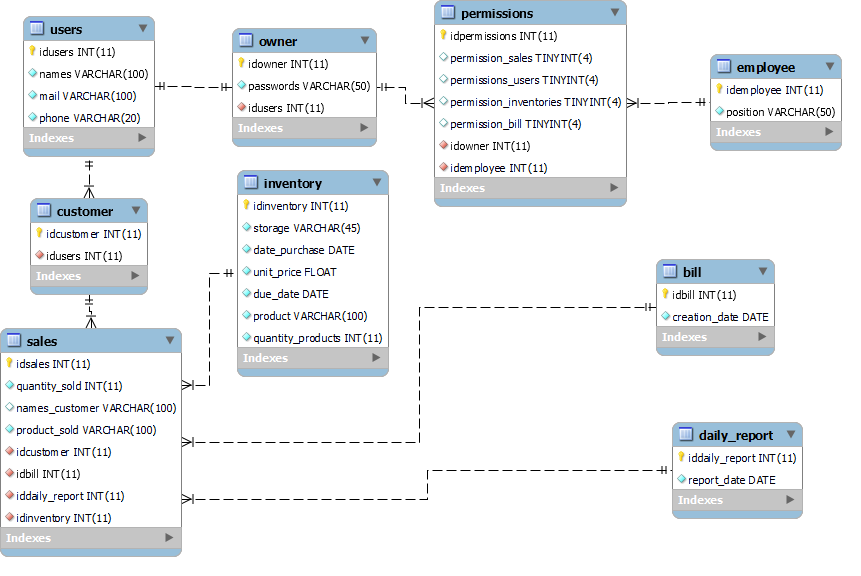 users
idusers INT(11)
names VARCHAR(100)
mail VARCHAR(100)
phone VARCHAR(20)
Indexes
owner
idowner INT(11)
passwords VARCHAR(50)
idusers INT(11)
Indexes
permissions
idpermissions INT(11)
permission_sales TINYINT(4)
permissions_users TINYINT(4)
permission_inventories TINYINT(4)
permission_bill TINYINT(4)
idowner INT(11)
idemployee INT(11)
Indexes
employee
idemployee INT(11)
position VARCHAR(50)
Indexes
customer
idcustomer INT(11)
idusers INT(11)
Indexes
inventory
idinventory INT(11)
storage VARCHAR(45)
date_purchase DATE
unit_price FLOAT
due_date DATE
product VARCHAR(100)
quantity_products INT(11)
Indexes
bill
idbill INT(11)
creation_date DATE
Indexes
sales
idsales INT(11)
quantity_sold INT(11)
names_customer VARCHAR(100)
product_sold VARCHAR(100)
idcustomer INT(11)
idbill INT(11)
iddaily_report INT(11)
idinventory INT(11)
Indexes
daily_report
iddaily_report INT(11)
report_date DATE
Indexes